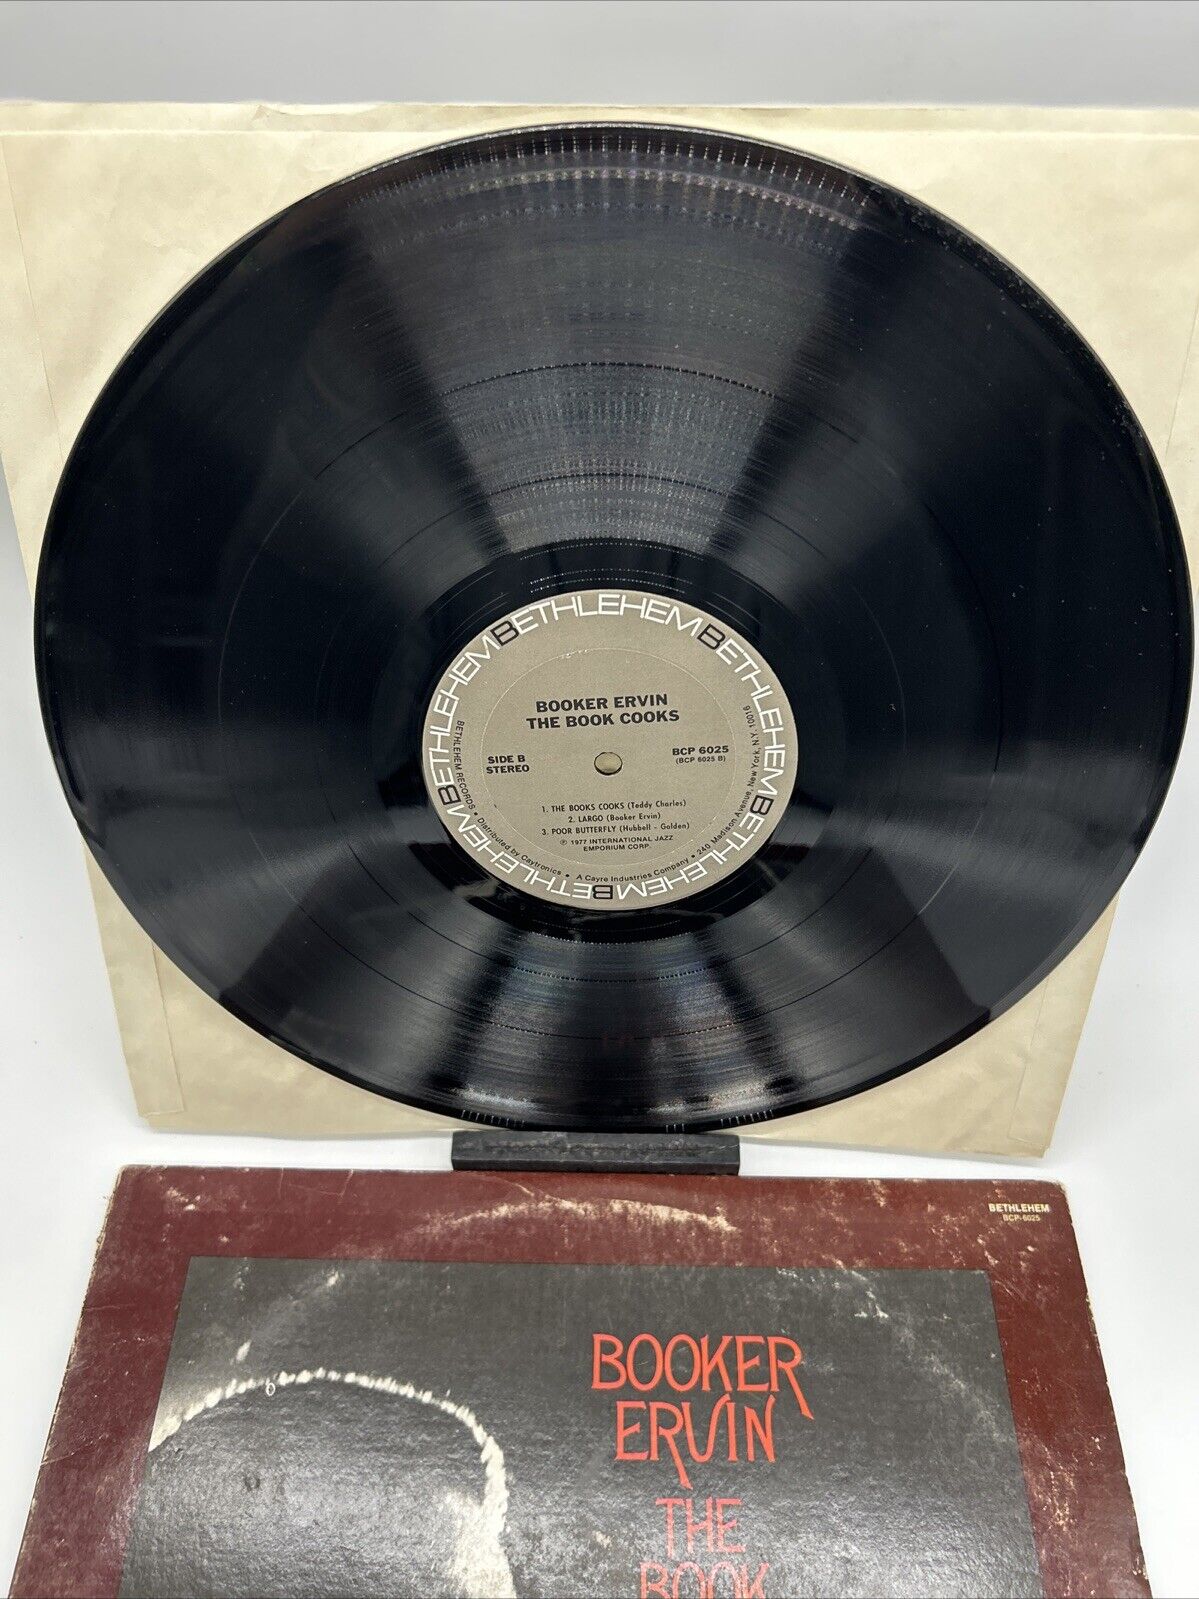 BETHLEHEM BETHLEHEM BETHLEHEM BETHLEHEM
BOOKER ERVIN
THE BOOK COOKS
SIDE B
STEREO
BCP 6025
(BCP 6025 B)
1. THE BOOKS COOKS (Teddy Charles)
2. LARGO (Booker Ervin)
3. POOR BUTTERFLY (Hubbell - Golden)
℗ 1977 INTERNATIONAL JAZZ
EMPORIUM CORP.
BETHLEHEM RECORDS • Distributed by Caytronics • A Cayre Industries Company • 240 Madison Avenue, New York, N.Y. 10016
BETHLEHEM
BCP-6025
BOOKER
ERVIN
THE
BOOK